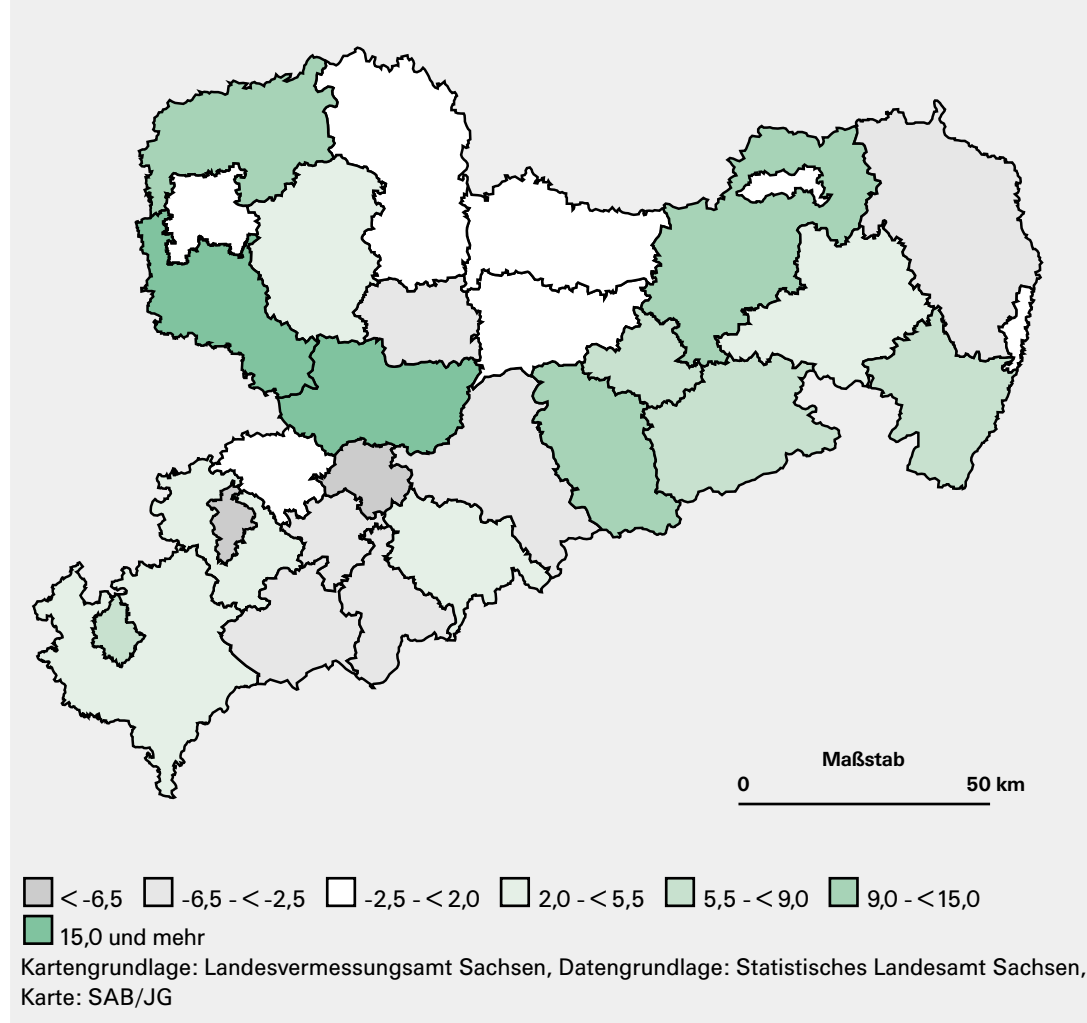 Maßstab
0 50 km
< -6,5 -6,5 - < -2,5 -2,5 - < 2,0 2,0 - < 5,5 5,5 - < 9,0 9,0 - < 15,0
15,0 und mehr
Kartengrundlage: Landesvermessungsamt Sachsen, Datengrundlage: Statistisches Landesamt Sachsen,
Karte: SAB/JG